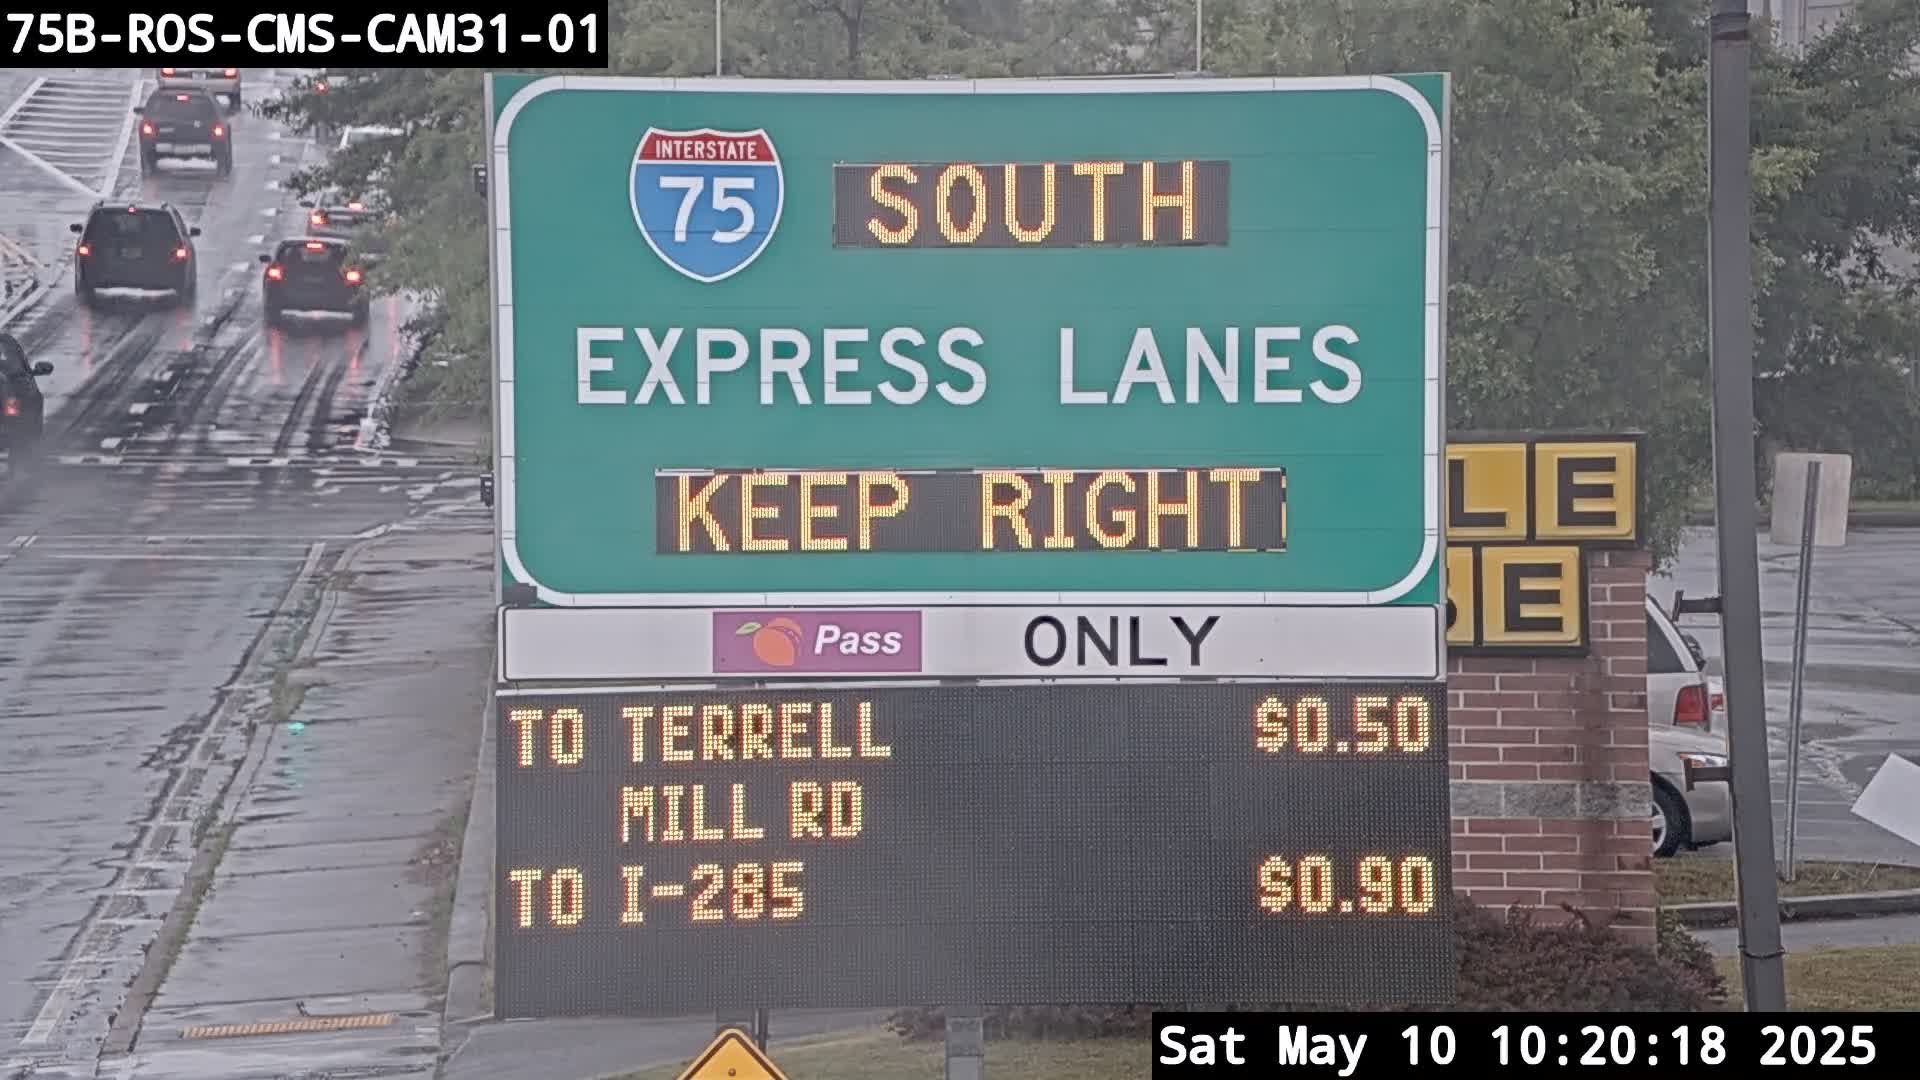 75B-ROS-CMS-CAM31-01
INTERSTATE
75
SOUTH
EXPRESS LANES
KEEP RIGHT
Pass ONLY
TO TERRELL $0.50
MILL RD
TO I-285 $0.90
LE
E
Sat May 10 10:20:18 2025